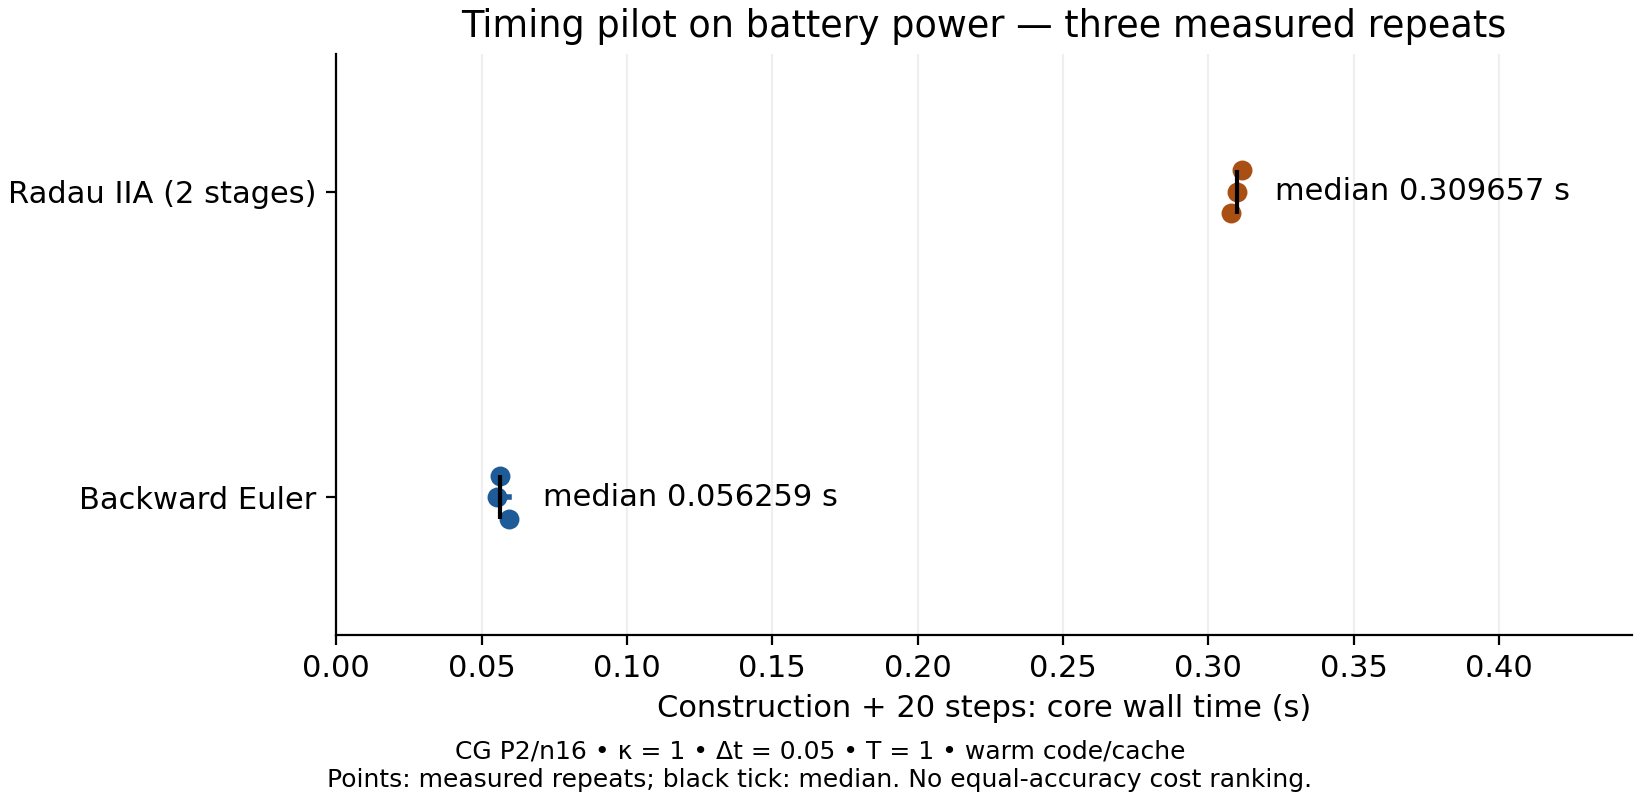 Timing pilot on battery power — three measured repeats
Radau IIA (2 stages)
median 0.309657 s
Backward Euler
median 0.056259 s
0.00 0.05 0.10 0.15 0.20 0.25 0.30 0.35 0.40
Construction + 20 steps: core wall time (s)
CG P2/n16 • κ = 1 • Δt = 0.05 • T = 1 • warm code/cache
Points: measured repeats; black tick: median. No equal-accuracy cost ranking.